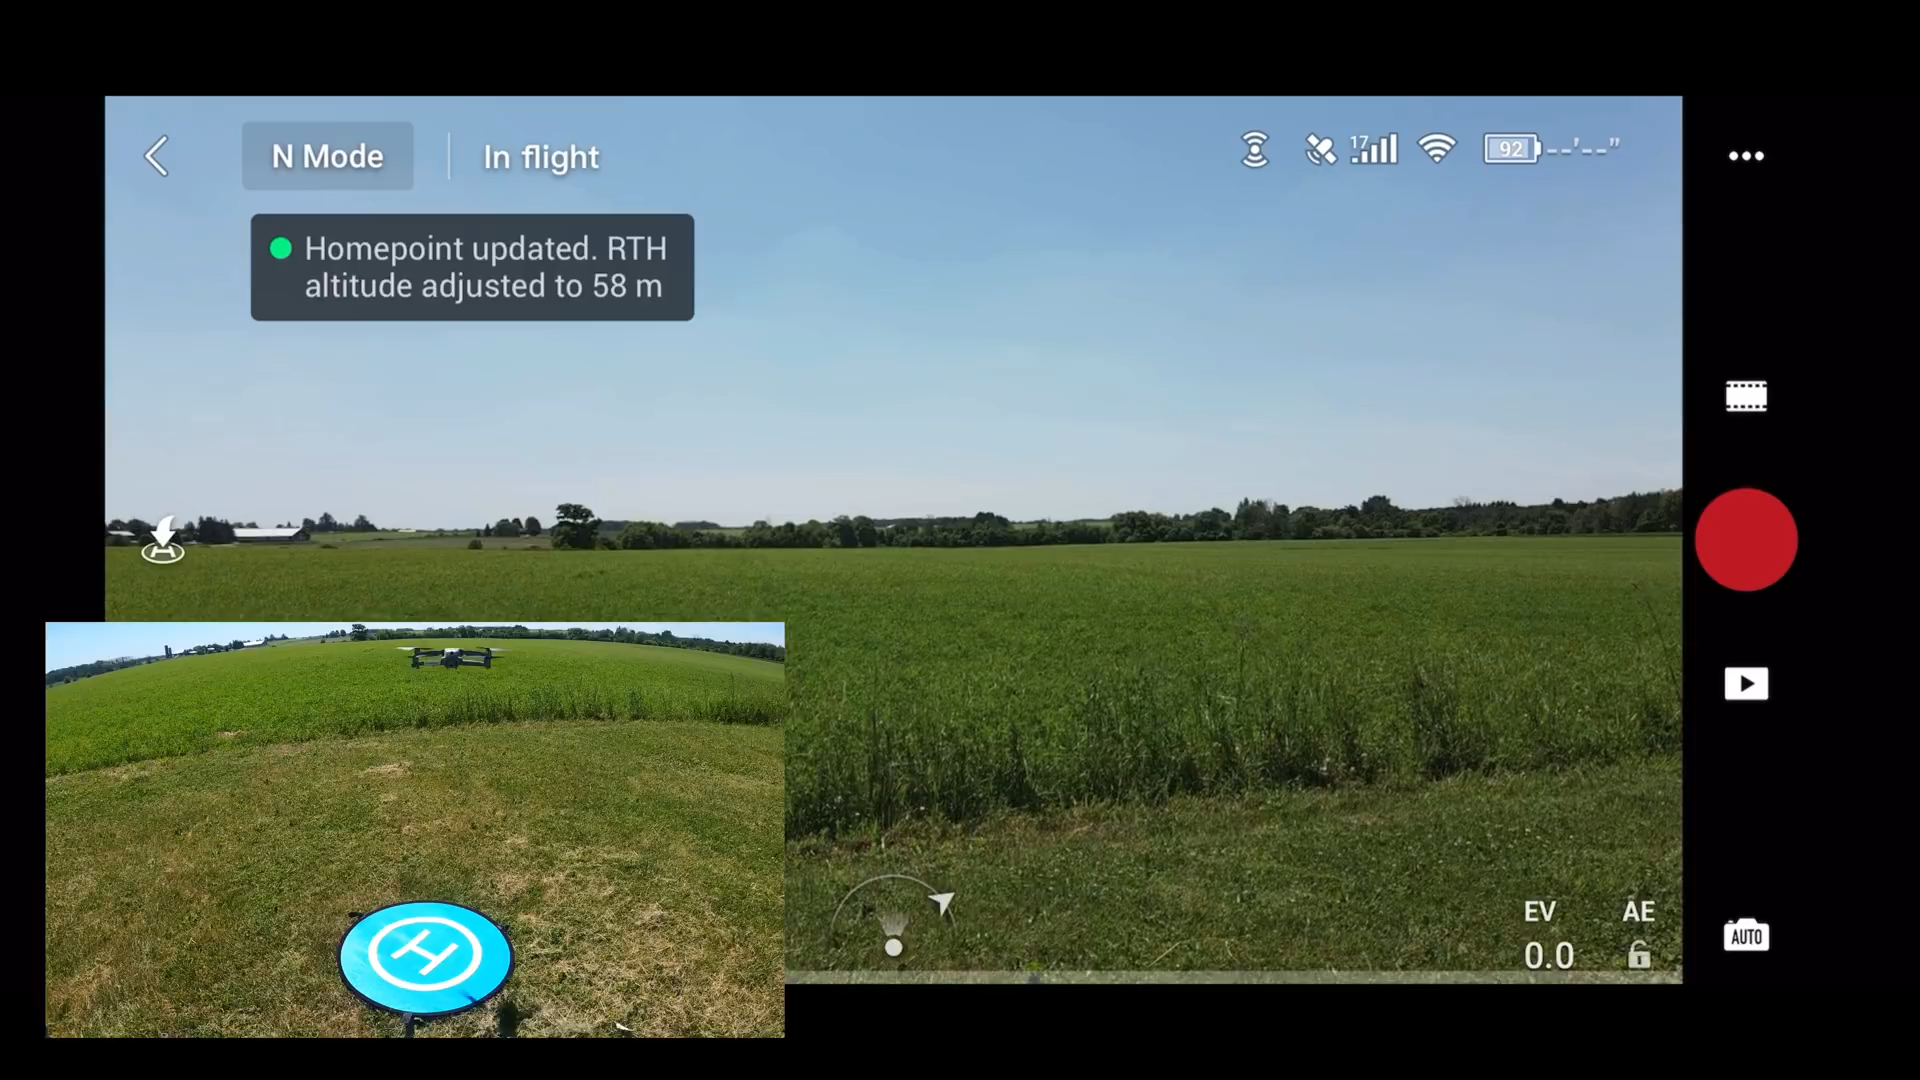 N Mode
In flight
17
92
--'--"
Homepoint updated. RTH
altitude adjusted to 58 m
H
EV
AE
0.0
AUTO